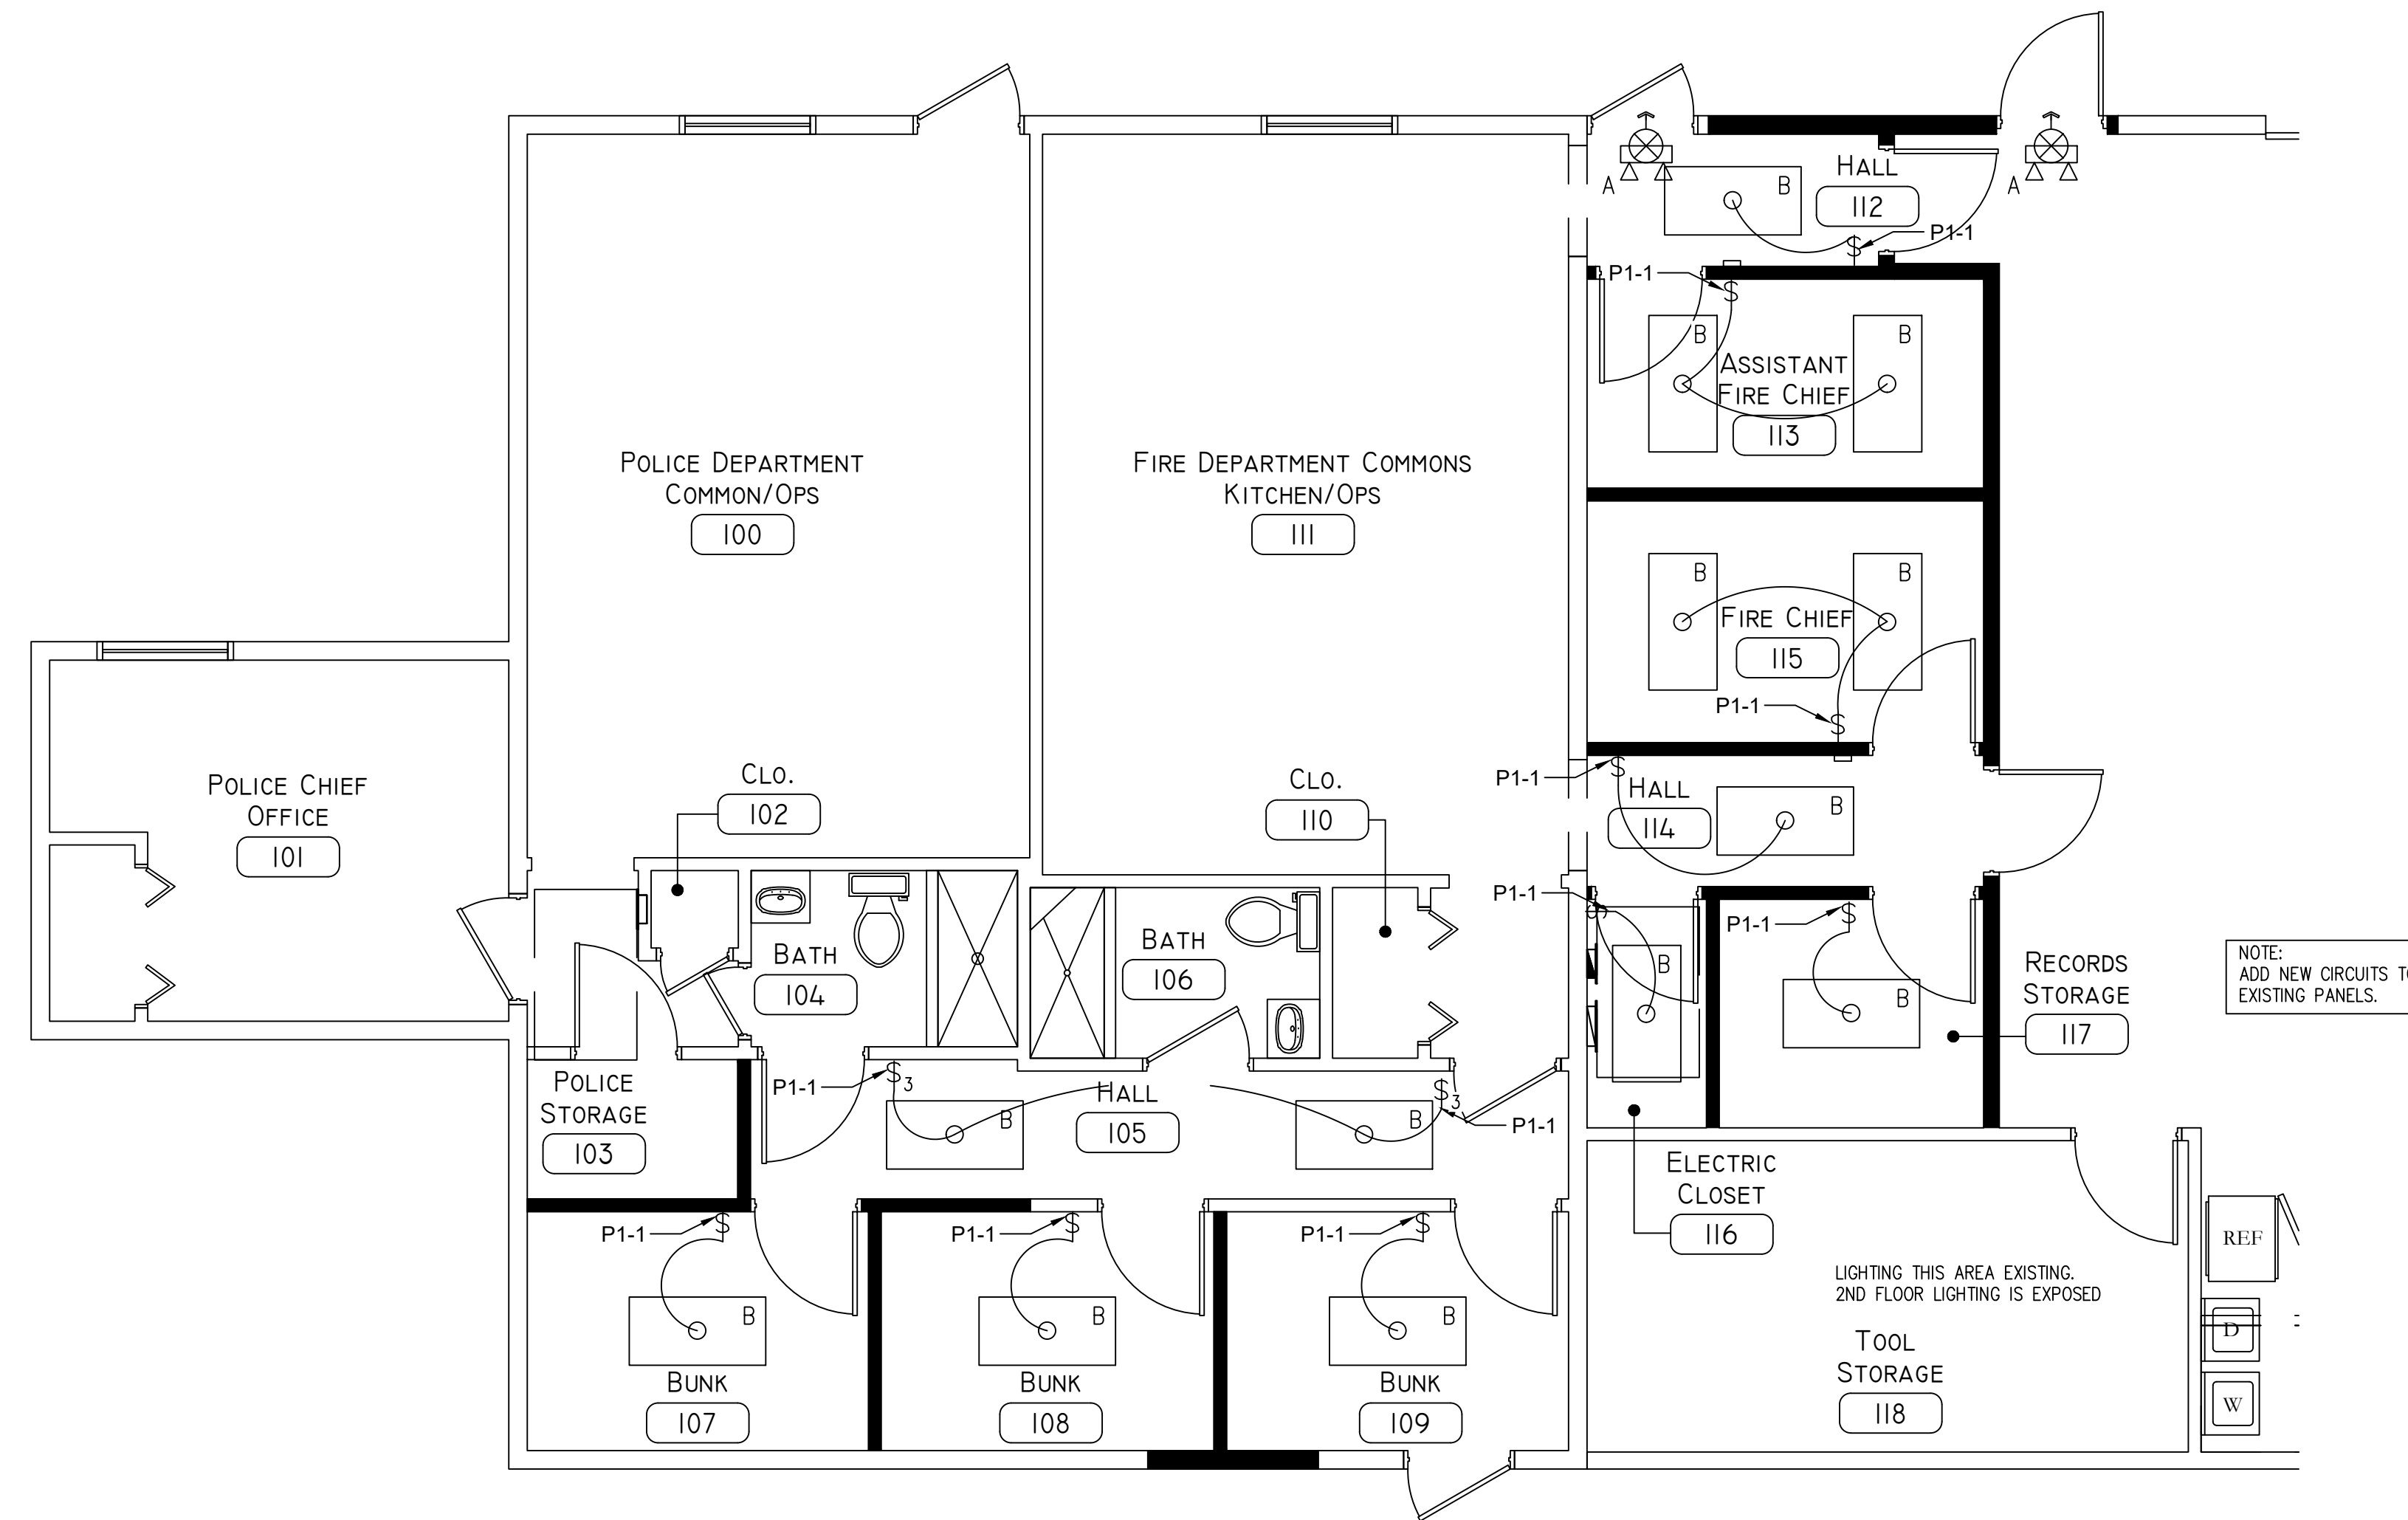 HALL
112
A
B
A
P1-1
P1-1
B
B
ASSISTANT
FIRE CHIEF
113
POLICE DEPARTMENT
COMMON/OPS
100
FIRE DEPARTMENT COMMONS
KITCHEN/OPS
111
B
B
FIRE CHIEF
115
P1-1
POLICE CHIEF
OFFICE
101
CLO.
102
CLO.
110
P1-1
HALL
114
B
P1-1
P1-1
BATH
104
BATH
106
B
B
RECORDS
STORAGE
117
NOTE:
ADD NEW CIRCUITS
EXISTING PANELS.
POLICE
STORAGE
103
P1-1
3
B
HALL
105
B
3
P1-1
ELECTRIC
CLOSET
116
P1-1
P1-1
P1-1
B
B
B
BUNK
107
BUNK
108
BUNK
109
LIGHTING THIS AREA EXISTING.
2ND FLOOR LIGHTING IS EXPOSED
TOOL
STORAGE
118
REF
D
W